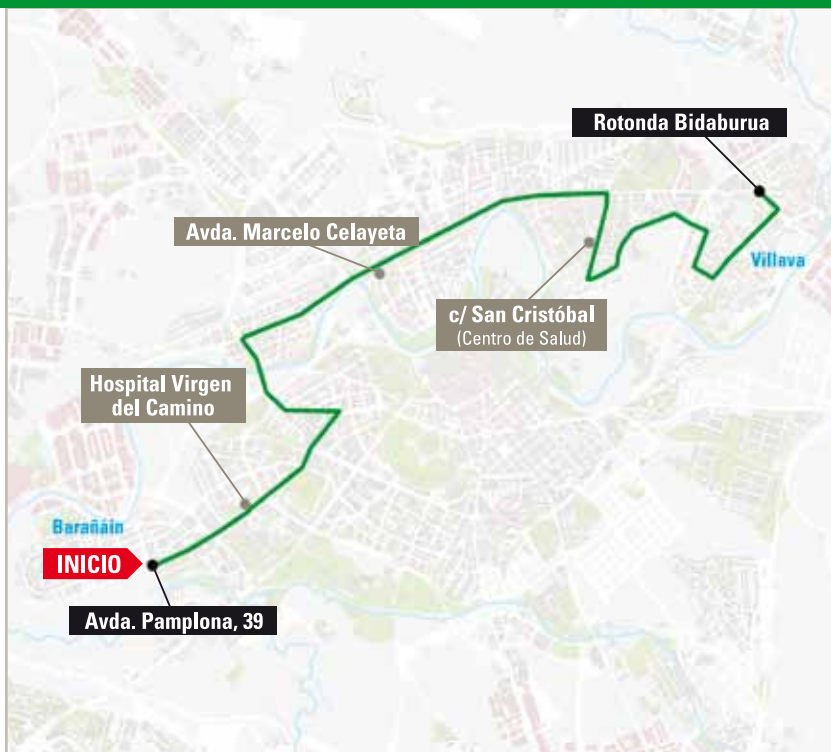 Rotonda Bidaburua
Avda. Marcelo Celayeta
Villava
c/ San Cristóbal
(Centro de Salud)
Hospital Virgen
del Camino
Barañáin
INICIO
Avda. Pamplona, 39